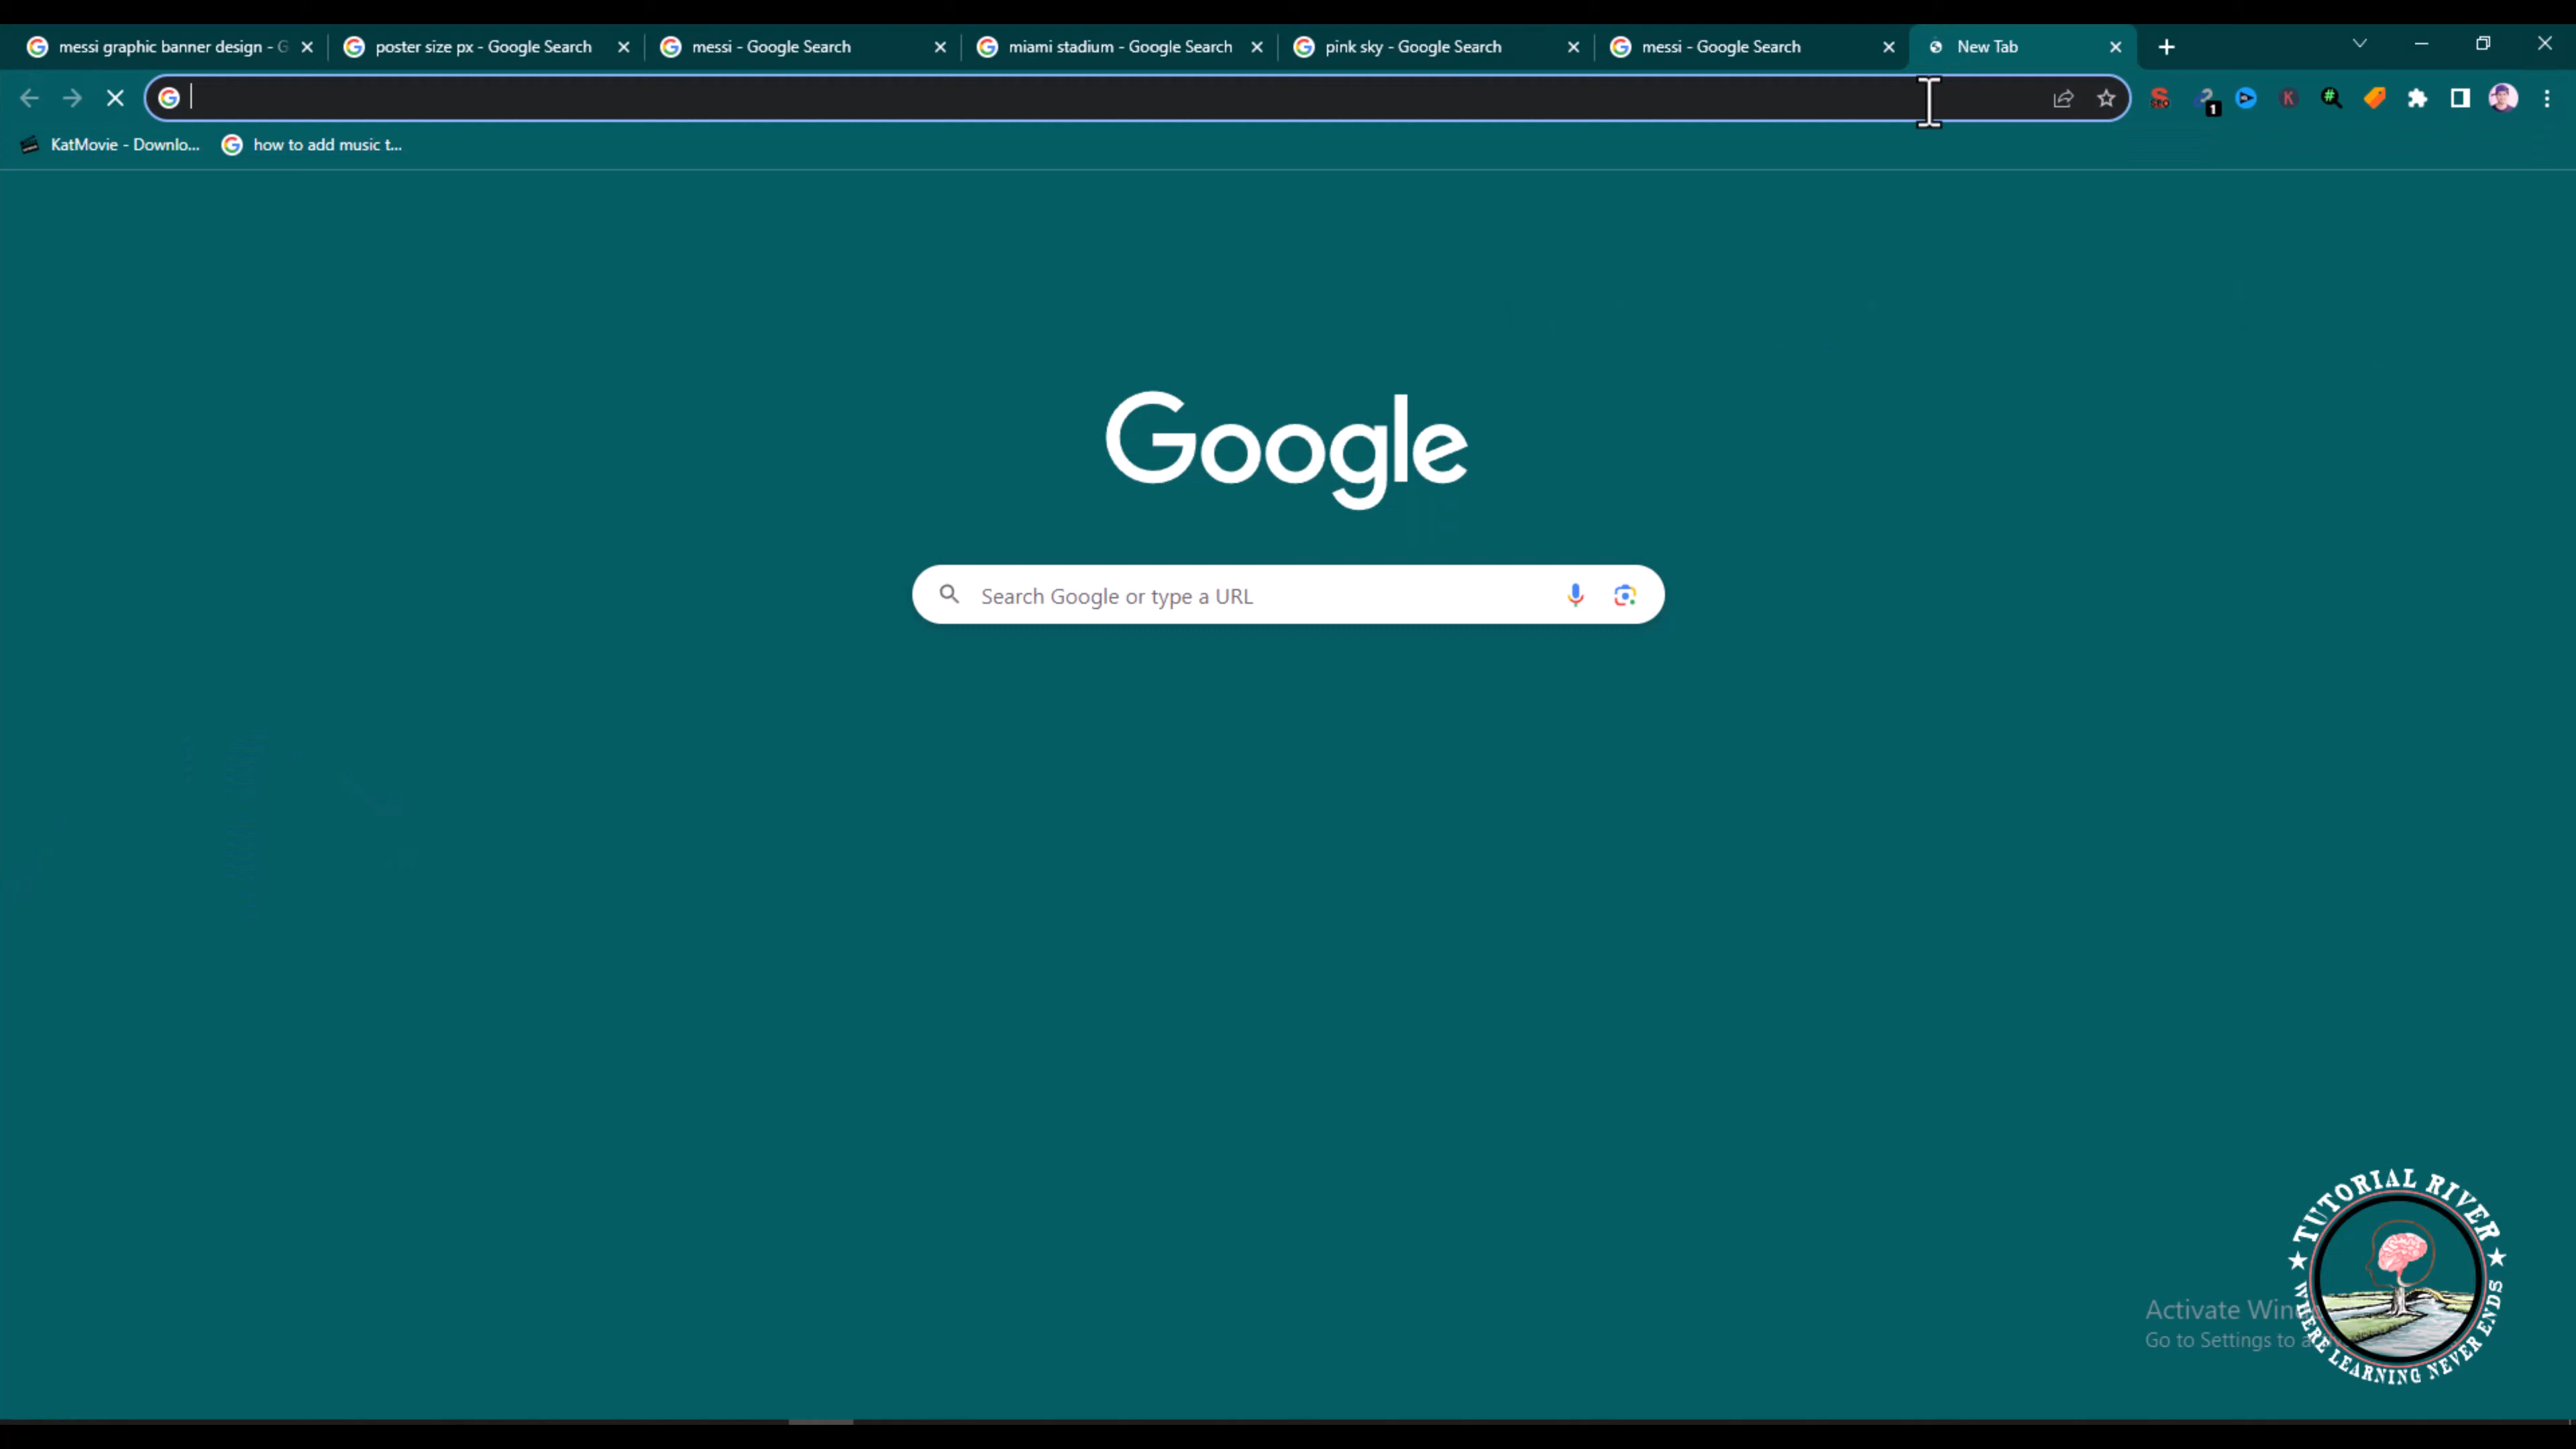 messi graphic banner design - G
poster size px - Google Search
messi - Google Search
miami stadium - Google Search
pink sky - Google Search
messi - Google Search
New Tab
1
KatMovie - Downlo...
how to add music t...
Google
Search Google or type a URL
TUTORIAL RIVER
WHERE LEARNING NEVER ENDS
Activate Win
Go to Settings to a